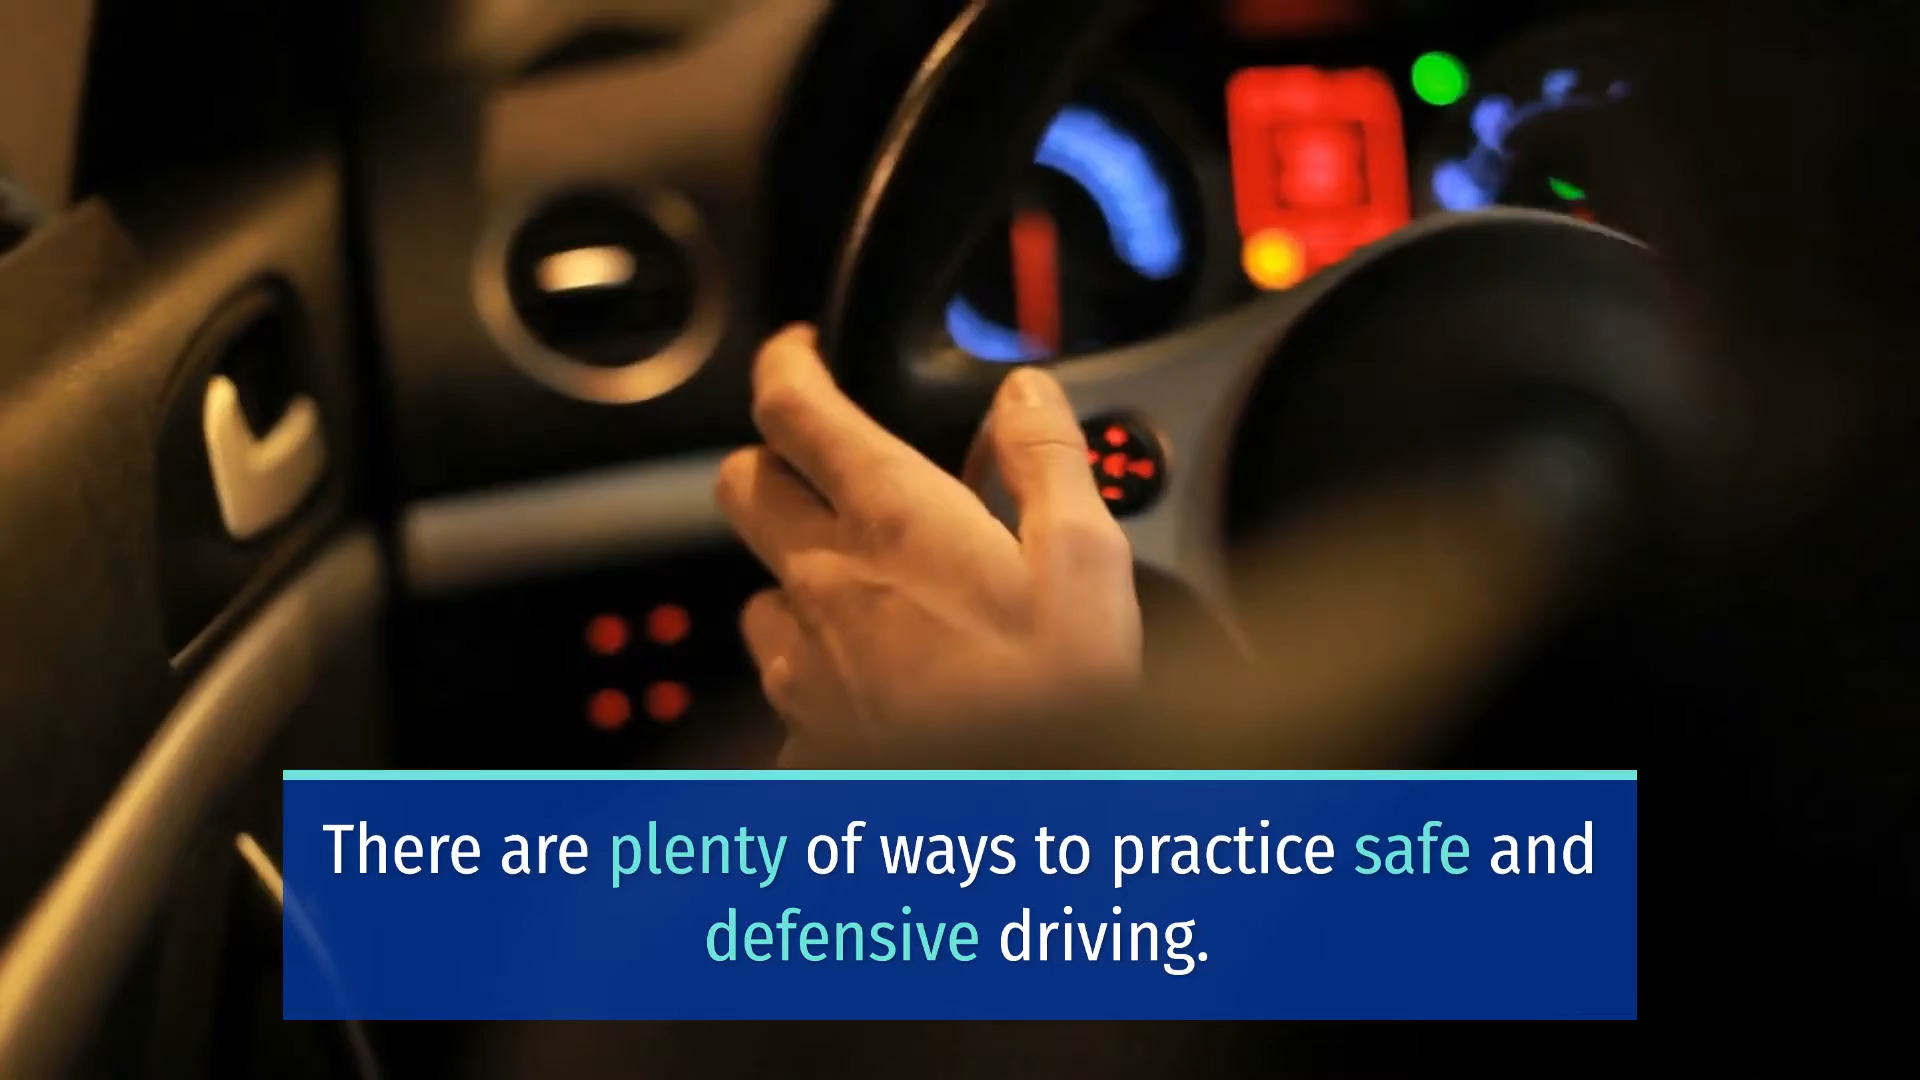 There are plenty of ways to practice safe and
defensive driving.